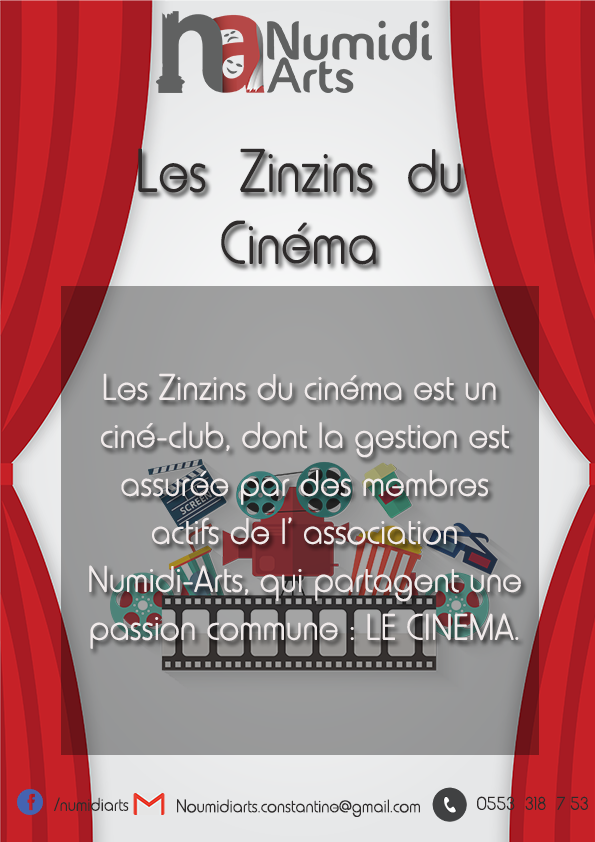 na Numidi
Arts
Les Zinzins du
Cinéma
Les Zinzins du cinéma est un
ciné-club, dont la gestion est
assurée par des membres
actifs de l' association
Numidi-Arts, qui partagent une
passion commune : LE CINEMA.
SCREEN
/numidiarts Noumidiarts.constantine@gmail.com 0553 318 7 53